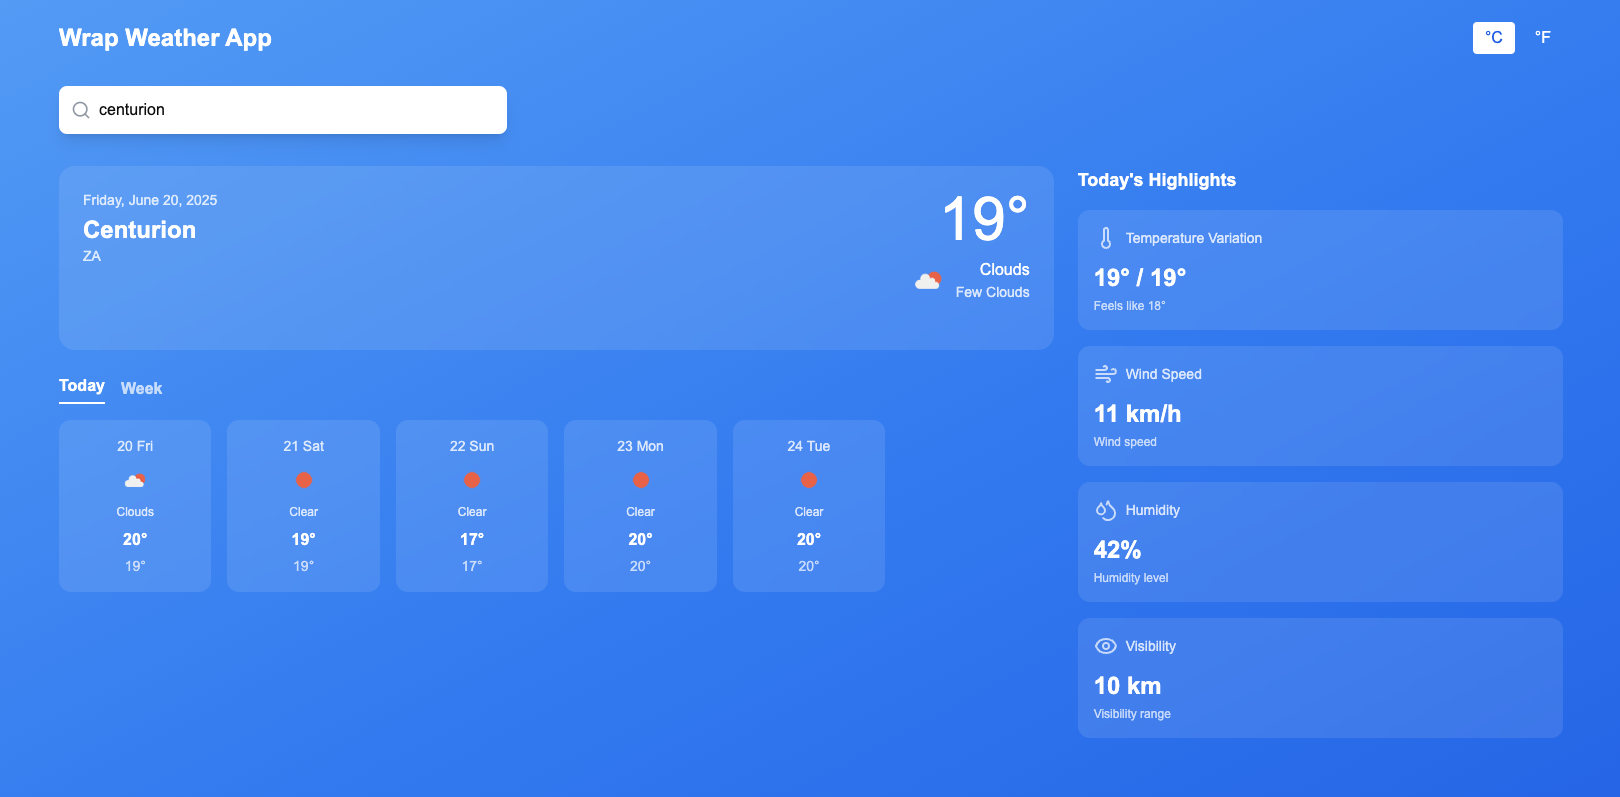 Wrap Weather App
°C
°F
centurion
Friday, June 20, 2025
Centurion
ZA
19°
Clouds
Few Clouds
Today
Week
20 Fri
Clouds
20°
19°
21 Sat
Clear
19°
19°
22 Sun
Clear
17°
17°
23 Mon
Clear
20°
20°
24 Tue
Clear
20°
20°
Today's Highlights
Temperature Variation
19° / 19°
Feels like 18°
Wind Speed
11 km/h
Wind speed
Humidity
42%
Humidity level
Visibility
10 km
Visibility range